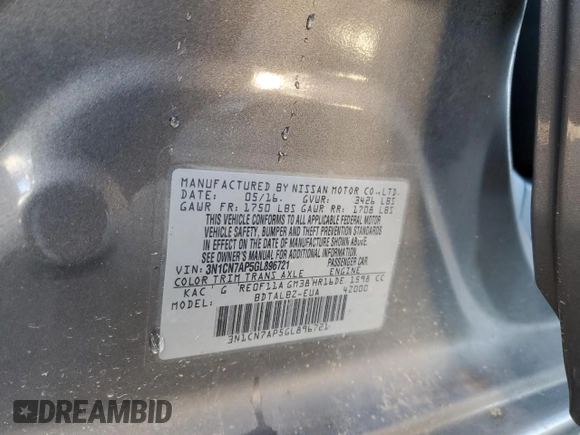 MANUFACTURED BY NISSAN MOTOR CO.,LTD.
DATE: 05/16. GVWR: 3426 LBS
GAWR FR: 1750 LBS GAWR RR: 1708 LBS
THIS VEHICLE CONFORMS TO ALL APPLICABLE FEDERAL MOTOR
VEHICLE SAFETY, BUMPER AND THEFT PREVENTION STANDARDS
IN EFFECT ON THE DATE OF MANUFACTURE SHOWN ABOVE.
SEE OWNER'S MANUAL FOR ADDITIONAL INFORMATION
VIN: 3N1CN7AP5GL896721 PASSENGER CAR
COLOR TRIM TRANS AXLE ENGINE
KAC G RE0F11A GM38 HR16DE 1598 CC
MODEL: BDTALBZ-EUA 42000
3N1CN7AP5GL896721
DREAMBID